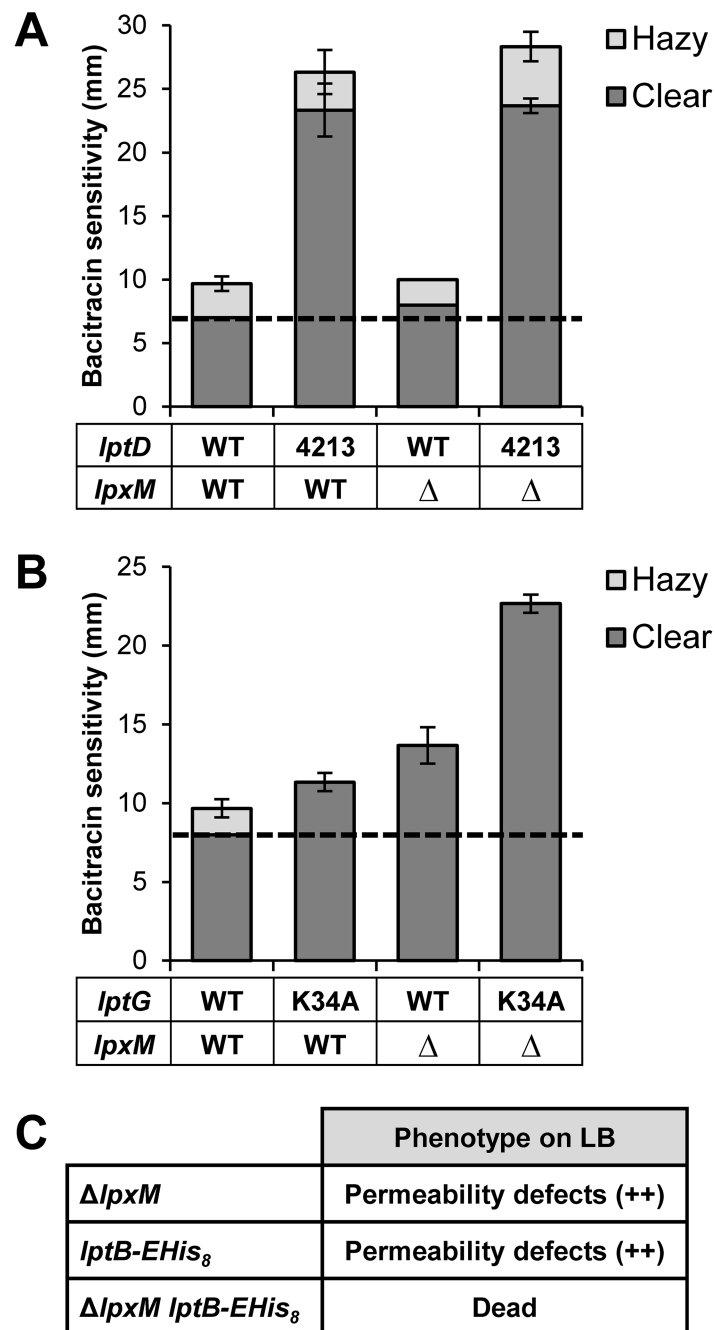 A
Bacitracin sensitivity (mm)
30
25
20
15
10
5
0
Hazy
Clear
lptD WT 4213 WT 4213
lpxM WT WT Δ Δ
B
Bacitracin sensitivity (mm)
25
20
15
10
5
0
Hazy
Clear
lptG WT K34A WT K34A
lpxM WT WT Δ Δ
C
Phenotype on LB
ΔlpxM Permeability defects (++)
lptB-EHis₈ Permeability defects (++)
ΔlpxM lptB-EHis₈ Dead